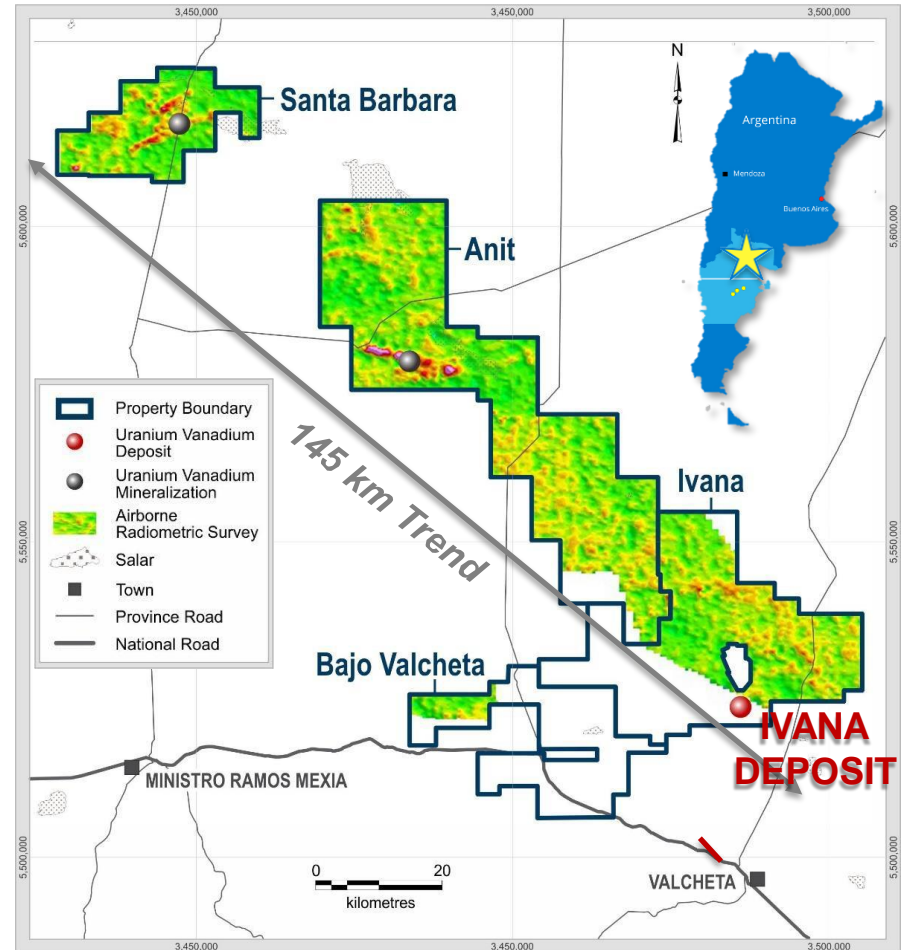 3,450,000
3,450,000
3,500,000
N
Santa Barbara
Argentina
Mendoza
Buenos Aires
5,600,000
5,600,000
Anit
Property Boundary
Uranium Vanadium
Deposit
Uranium Vanadium
Mineralization
Airborne
Radiometric Survey
Salar
Town
Province Road
National Road
145 km Trend
Ivana
5,550,000
5,550,000
Bajo Valcheta
IVANA
DEPOSIT
MINISTRO RAMOS MEXIA
5,500,000
5,500,000
0
20
kilometres
VALCHETA
3,450,000
3,450,000
3,500,000